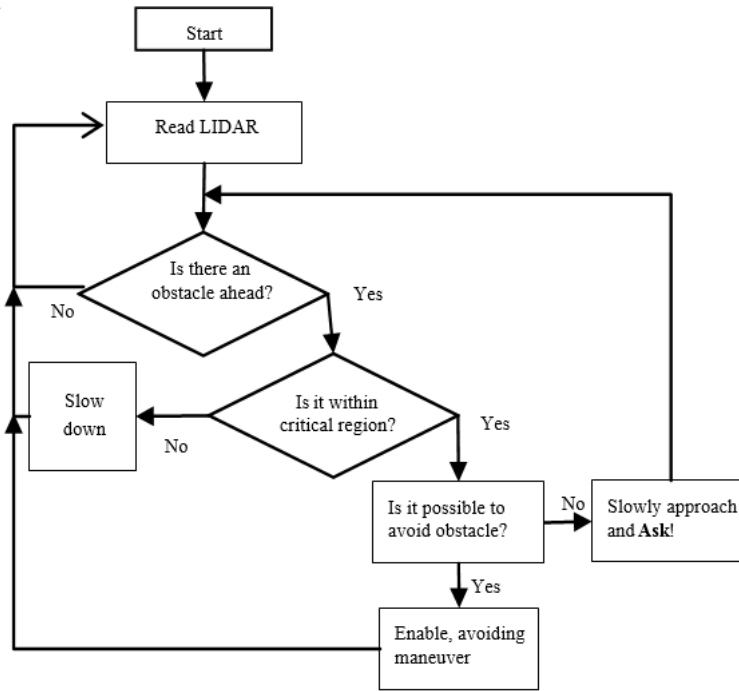 Start
Read LIDAR
Is there an
obstacle ahead?
Yes
No
Is it within
critical region?
Yes
No
Slow
down
Is it possible to
avoid obstacle?
No
Slowly approach
and Ask!
Yes
Enable, avoiding
maneuver